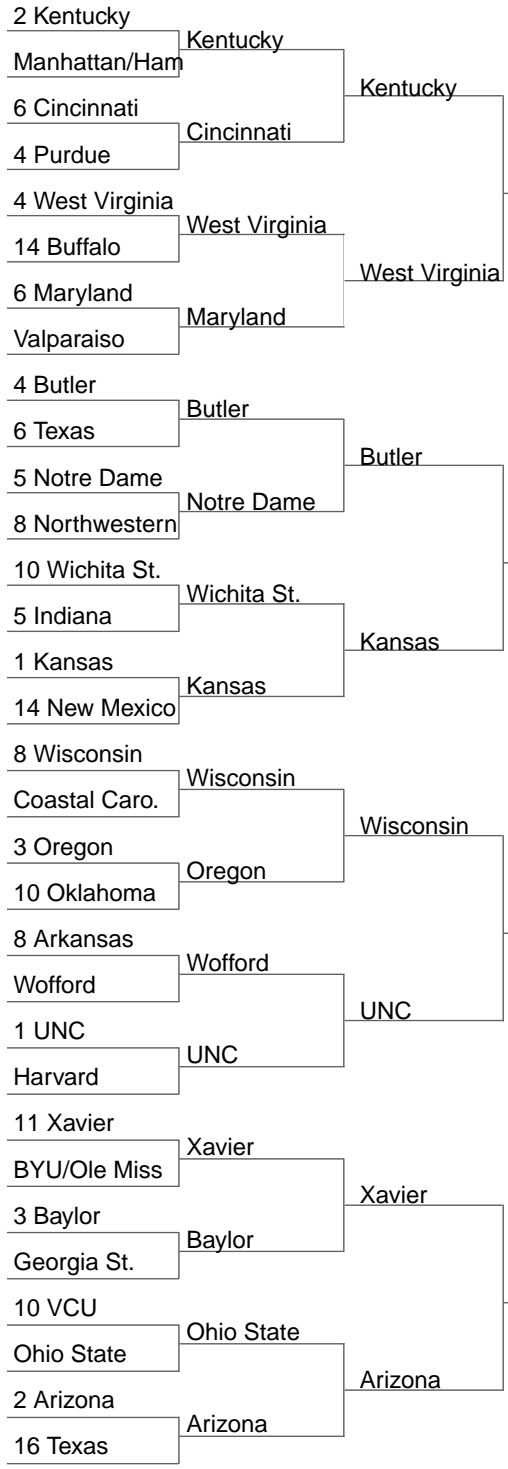 2 Kentucky
Kentucky
Manhattan/Ham
Kentucky
6 Cincinnati
Cincinnati
4 Purdue
4 West Virginia
West Virginia
14 Buffalo
West Virginia
6 Maryland
Maryland
Valparaiso
4 Butler
Butler
6 Texas
Butler
5 Notre Dame
Notre Dame
8 Northwestern
10 Wichita St.
Wichita St.
5 Indiana
Kansas
1 Kansas
Kansas
14 New Mexico
8 Wisconsin
Wisconsin
Coastal Caro.
Wisconsin
3 Oregon
Oregon
10 Oklahoma
8 Arkansas
Wofford
Wofford
UNC
1 UNC
UNC
Harvard
11 Xavier
Xavier
BYU/Ole Miss
Xavier
3 Baylor
Baylor
Georgia St.
10 VCU
Ohio State
Ohio State
Arizona
2 Arizona
Arizona
16 Texas